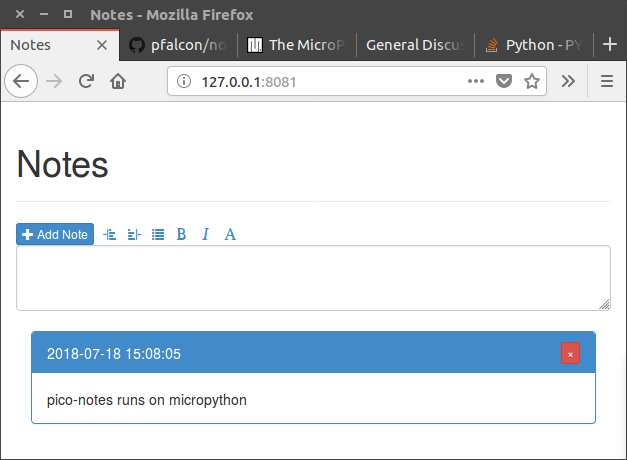 Notes - Mozilla Firefox
Notes
pfalcon/no
The MicroP
General Discus
Python - PY
127.0.0.1:8081
Notes
Add Note
B I A
2018-07-18 15:08:05
×
pico-notes runs on micropython